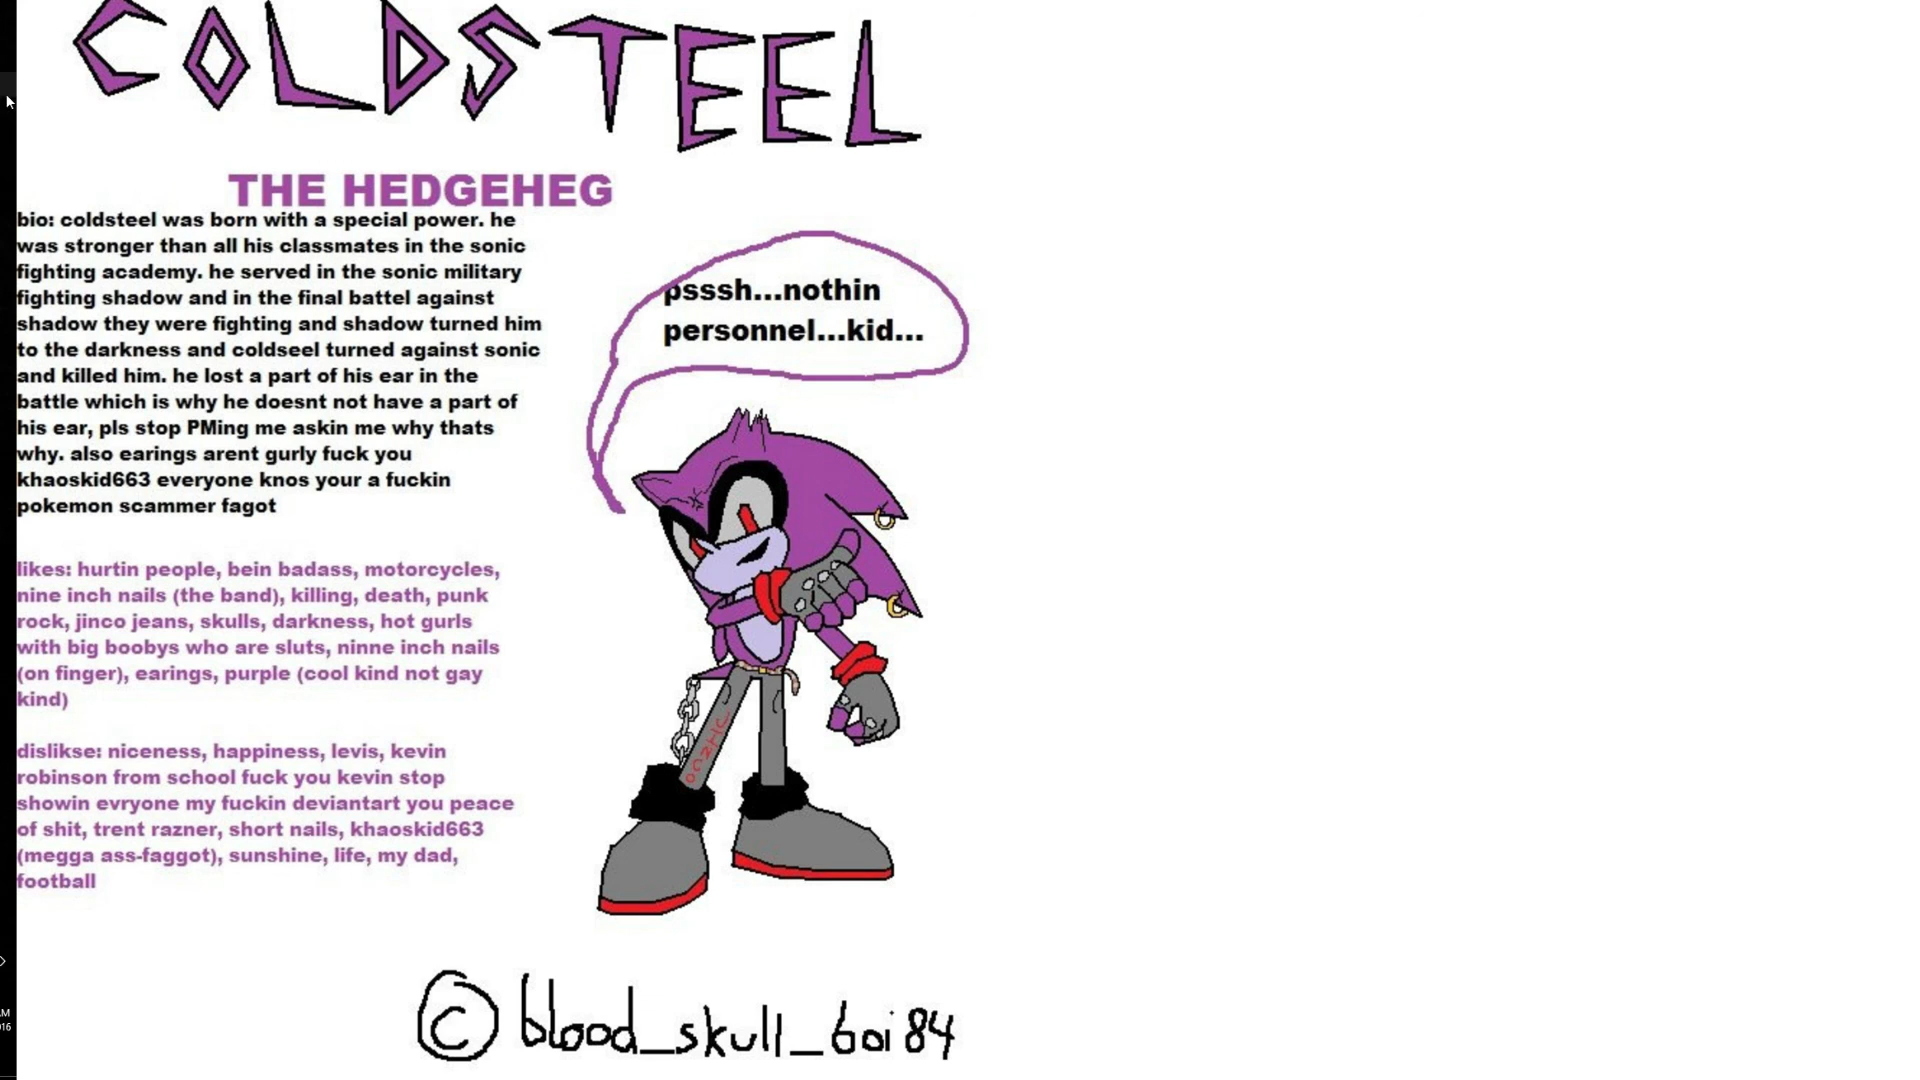 COLDSTEEL
THE HEDGEHEG
bio: coldsteel was born with a special power. he
was stronger than all his classmates in the sonic
fighting academy. he served in the sonic military
fighting shadow and in the final battel against
shadow they were fighting and shadow turned him
to the darkness and coldseel turned against sonic
and killed him. he lost a part of his ear in the
battle which is why he doesnt not have a part of
his ear, pls stop PMing me askin me why thats
why. also earings arent gurly fuck you
khaoskid663 everyone knos your a fuckin
pokemon scammer fagot
psssh...nothin
personnel...kid...
likes: hurtin people, bein badass, motorcycles,
nine inch nails (the band), killing, death, punk
rock, jinco jeans, skulls, darkness, hot gurls
with big boobys who are sluts, ninne inch nails
(on finger), earings, purple (cool kind not gay
kind)
dislikse: niceness, happiness, levis, kevin
robinson from school fuck you kevin stop
showin evryone my fuckin deviantart you peace
of shit, trent razner, short nails, khaoskid663
(megga ass-faggot), sunshine, life, my dad,
football
JINCO
© blood_skull_boi84
AM
016